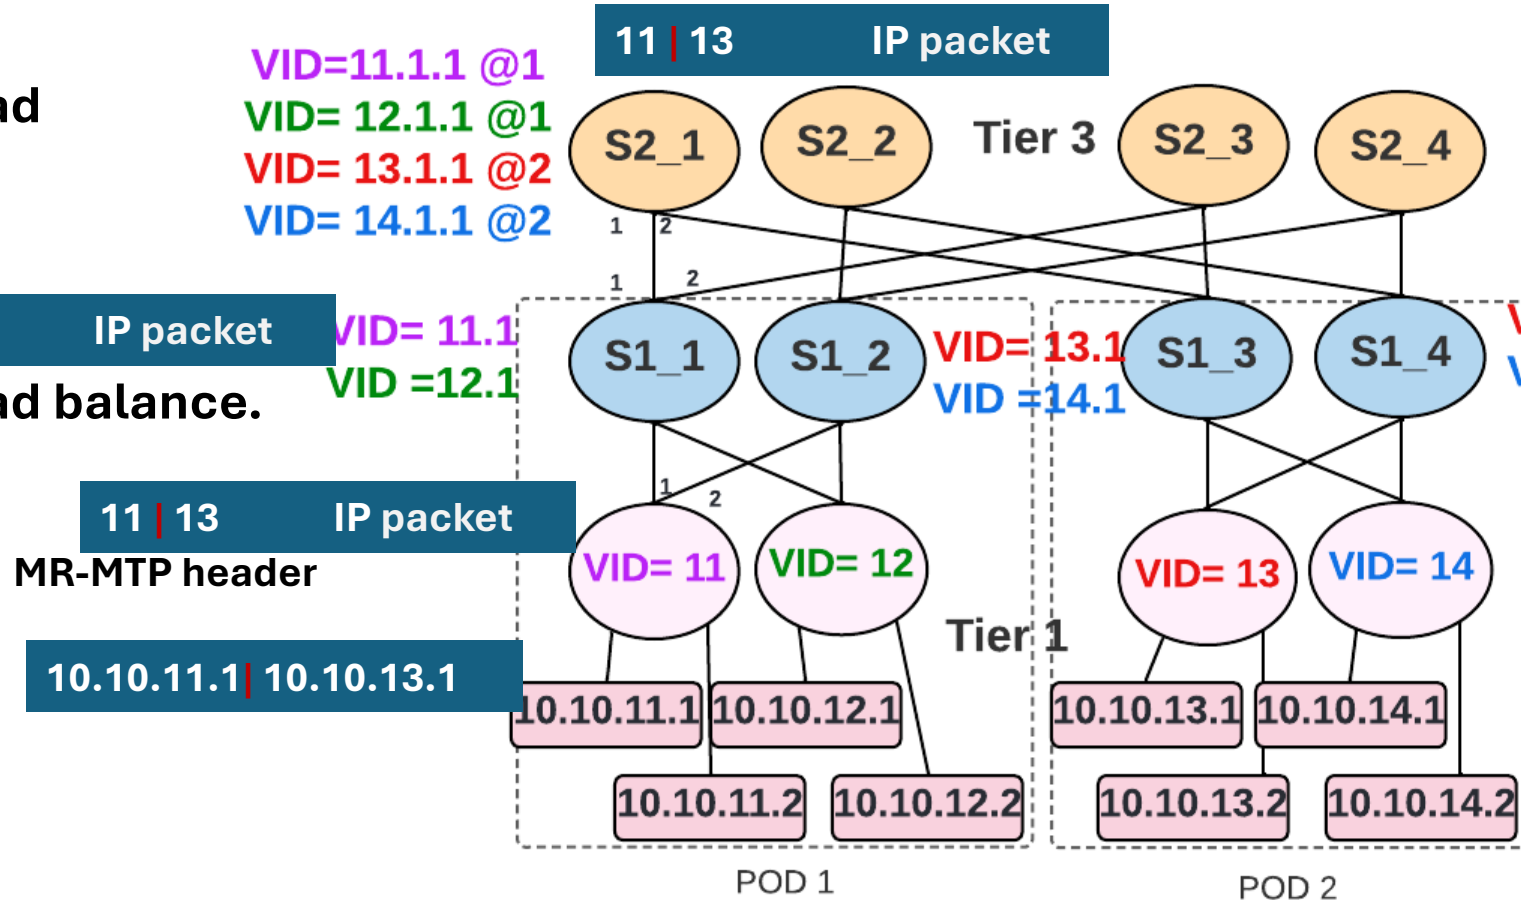 11 | 13 IP packet
VID=11.1.1 @1
ad
VID= 12.1.1 @1
VID= 13.1.1 @2
VID= 14.1.1 @2
S2_1
S2_2
Tier 3
S2_3
S2_4
1 2
1 2
IP packet
VID= 11.1
VID =12.1
ad balance.
S1_1
S1_2
VID= 13.1
VID =14.1
S1_3
S1_4
1 2
11 | 13 IP packet
MR-MTP header
VID= 11
VID= 12
VID= 13
VID= 14
Tier 1
10.10.11.1| 10.10.13.1
10.10.11.1
10.10.12.1
10.10.13.1
10.10.14.1
10.10.11.2
10.10.12.2
10.10.13.2
10.10.14.2
POD 1
POD 2